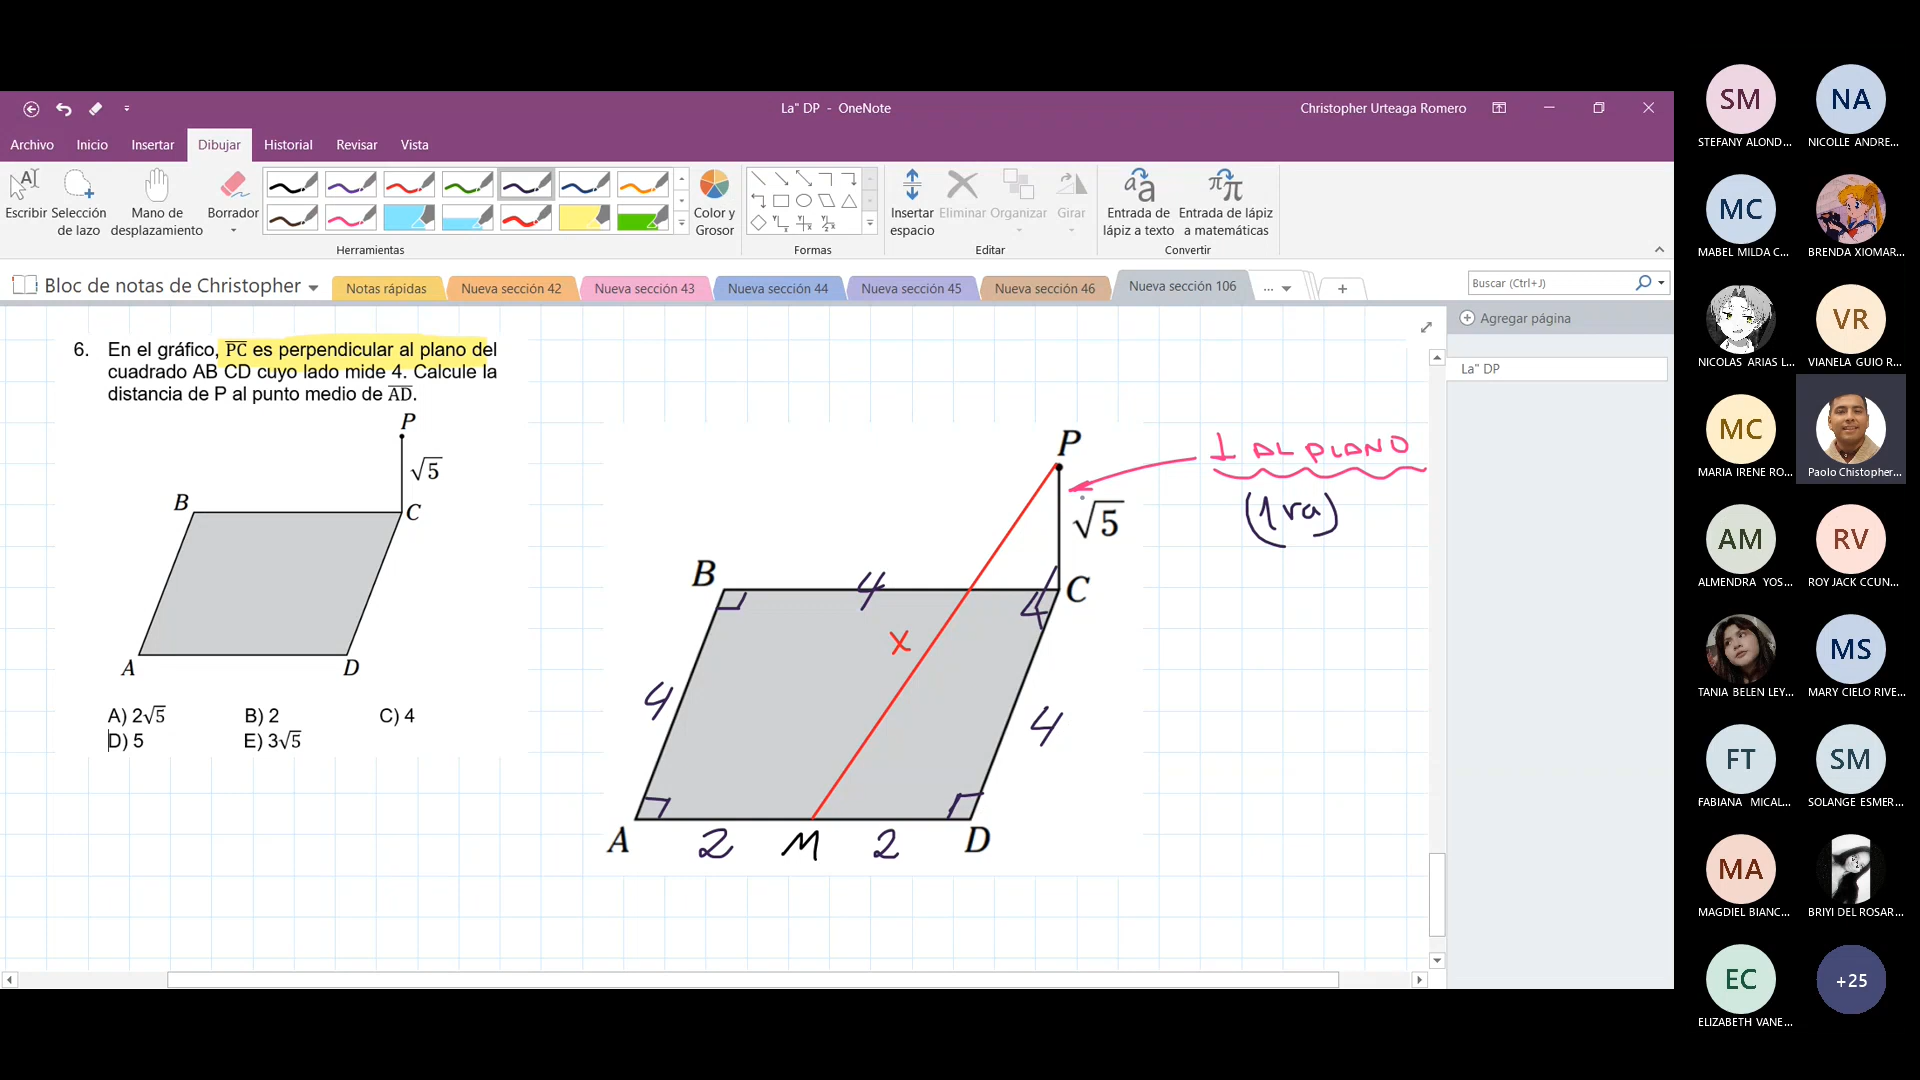 La" DP - OneNote
Christopher Urteaga Romero
Archivo Inicio Insertar Dibujar Historial Revisar Vista
Escribir
Selección de lazo
Mano de desplazamiento
Borrador
Color y Grosor
Insertar espacio
Eliminar
Organizar
Girar
Entrada de lápiz a texto
Entrada de lápiz a matemáticas
Herramientas
Formas
Editar
Convertir
Bloc de notas de Christopher
Notas rápidas
Nueva sección 42
Nueva sección 43
Nueva sección 44
Nueva sección 45
Nueva sección 46
Nueva sección 106
...
Buscar (Ctrl+J)
Agregar página
La" DP
6. En el gráfico, PC es perpendicular al plano del
cuadrado AB CD cuyo lado mide 4. Calcule la
distancia de P al punto medio de AD.
P
√5
B
C
A
D
A) 2√5 B) 2 C) 4
D) 5 E) 3√5
P
⊥ AL PLANO
√5
(1ra)
B
4
4
C
x
4
4
A 2 M 2 D
SM
STEFANY ALOND...
NA
NICOLLE ANDRE...
MC
MABEL MILDA C...
BRENDA XIOMAR...
NICOLAS ARIAS L...
VR
VIANELA GUIO R...
MC
MARIA IRENE RO...
Paolo Chistopher...
AM
ALMENDRA YOS...
RV
ROY JACK CCUN...
TANIA BELEN LEY...
MS
MARY CIELO RIVE...
FT
FABIANA MICAL...
SM
SOLANGE ESMER...
MA
MAGDIEL BIANC...
BRIYI DEL ROSAR...
EC
ELIZABETH VANE...
+25